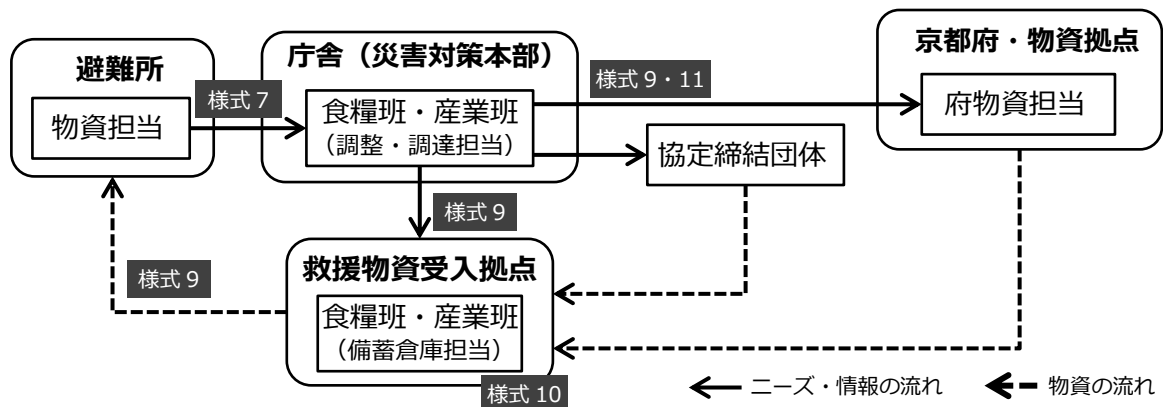 避難所
物資担当
様式 7
庁舎（災害対策本部）
食糧班・産業班
（調整・調達担当）
様式 9・11
京都府・物資拠点
府物資担当
協定締結団体
様式 9
救援物資受入拠点
食糧班・産業班
（備蓄倉庫担当）
様式 9
様式 10
ニーズ・情報の流れ
物資の流れ